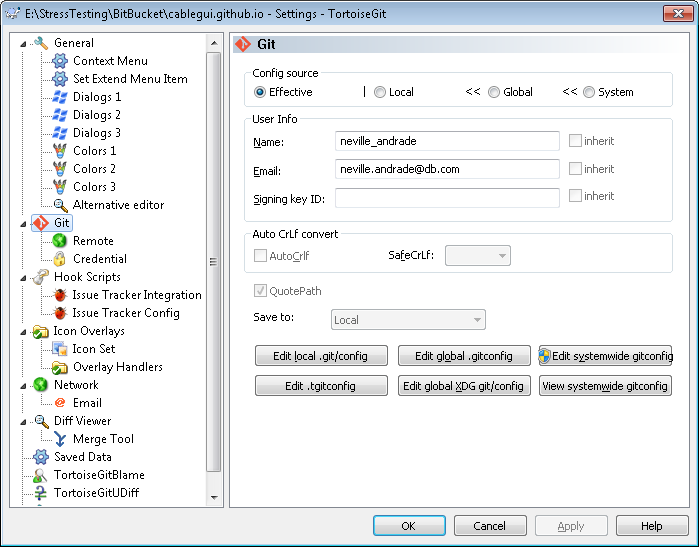 E:\StressTesting\BitBucket\cablegui.github.io - Settings - TortoiseGit
General
Context Menu
Set Extend Menu Item
Dialogs 1
Dialogs 2
Dialogs 3
Colors 1
Colors 2
Colors 3
Alternative editor
Git
Remote
Credential
Hook Scripts
Issue Tracker Integration
Issue Tracker Config
Icon Overlays
Icon Set
Overlay Handlers
Network
Email
Diff Viewer
Merge Tool
Saved Data
TortoiseGitBlame
TortoiseGitUDiff
Git
Config source
Effective | Local << Global << System
User Info
Name: neville_andrade inherit
Email: neville.andrade@db.com inherit
Signing key ID: inherit
Auto CrLf convert
AutoCrlf SafeCrLf:
QuotePath
Save to: Local
Edit local .git/config Edit global .gitconfig Edit systemwide gitconfig
Edit .tgitconfig Edit global XDG git/config View systemwide gitconfig
OK Cancel Apply Help